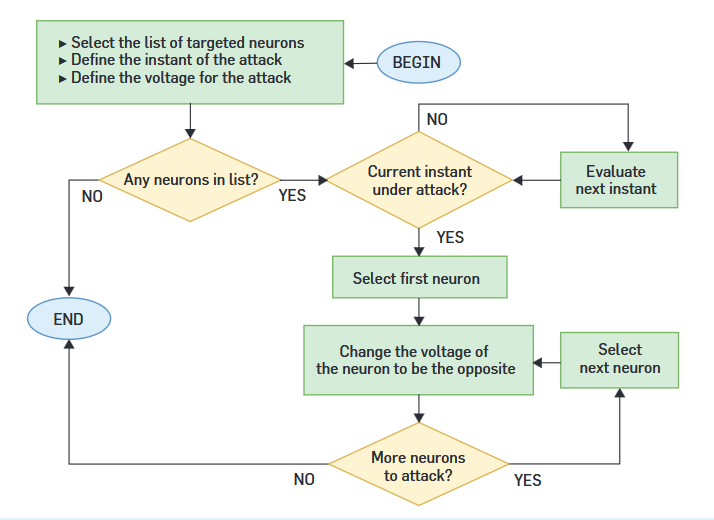 ► Select the list of targeted neurons
► Define the instant of the attack
► Define the voltage for the attack
BEGIN
Any neurons in list?
NO
YES
Current instant
under attack?
NO
Evaluate
next instant
YES
Select first neuron
Change the voltage of
the neuron to be the opposite
Select
next neuron
More neurons
to attack?
YES
NO
END